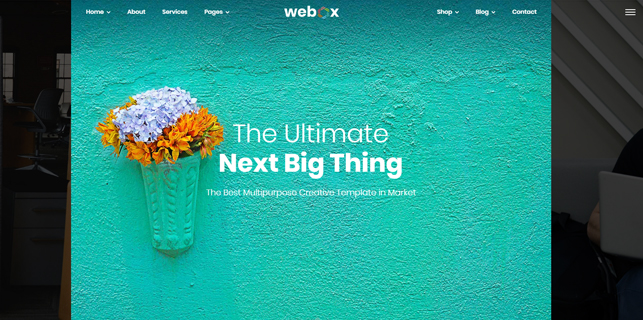 Home
About
Services
Pages
webox
Shop
Blog
Contact
The Ultimate
Next Big Thing
The Best Multipurpose Creative Template in Market